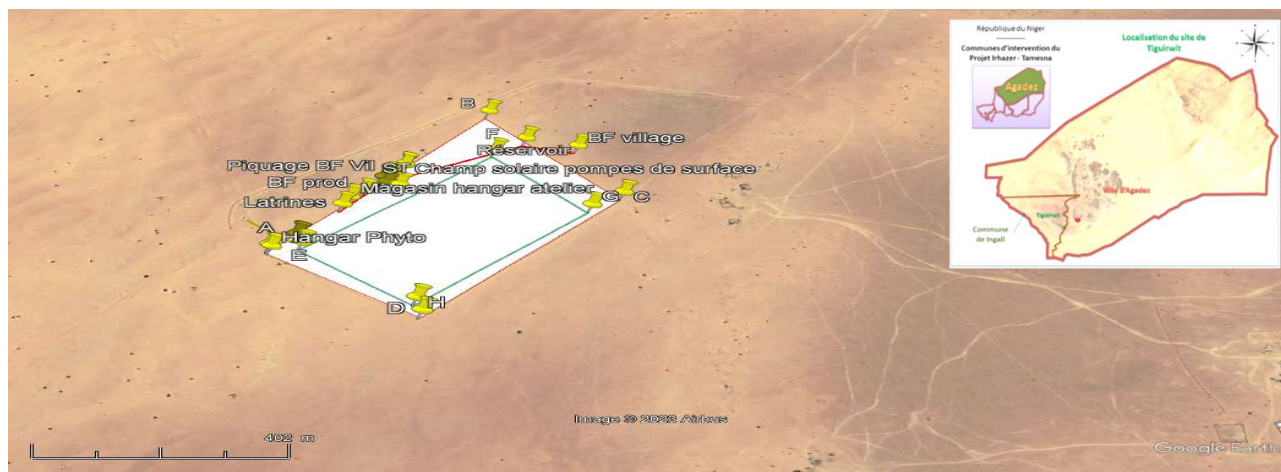 République du Niger
Communes d'intervention du
Projet Irhazer - Tamesna
Agadez
Localisation du site de
Tiguirwit
Ville d'Agadez
Tiguirwit
Commune
de Ingall
B
F
BF village
Réservoir
Piquage BF Vil
ST Champ solaire pompes de surface
BF prod
Magasin hangar atelier
Latrines
G
C
A
Hangar Phyto
E
D
H
402 m
Image © 2023 Airbus
Google Earth